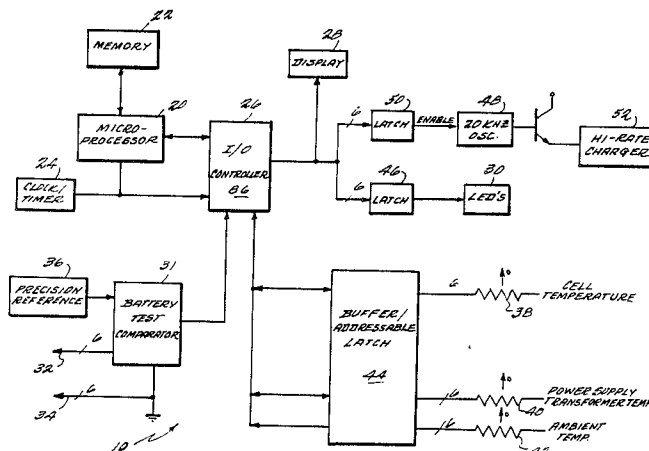 22
MEMORY
20
MICRO-
PROCESSOR
24
CLOCK/
TIMER
26
I/O
CONTROLLER
86
28
DISPLAY
6
50
LATCH
ENABLE
48
20 KHZ
OSC.
52
HI-RATE
CHARGER
6
46
LATCH
30
LED'S
36
PRECISION
REFERENCE
31
BATTERY
TEST
COMPARATOR
6
32
6
34
10
BUFFER/
ADDRESSABLE
LATCH
44
6
38
CELL
TEMPERATURE
6
40
POWER SUPPLY
TRANSFORMER TEMP
6
AMBIENT
TEMP.